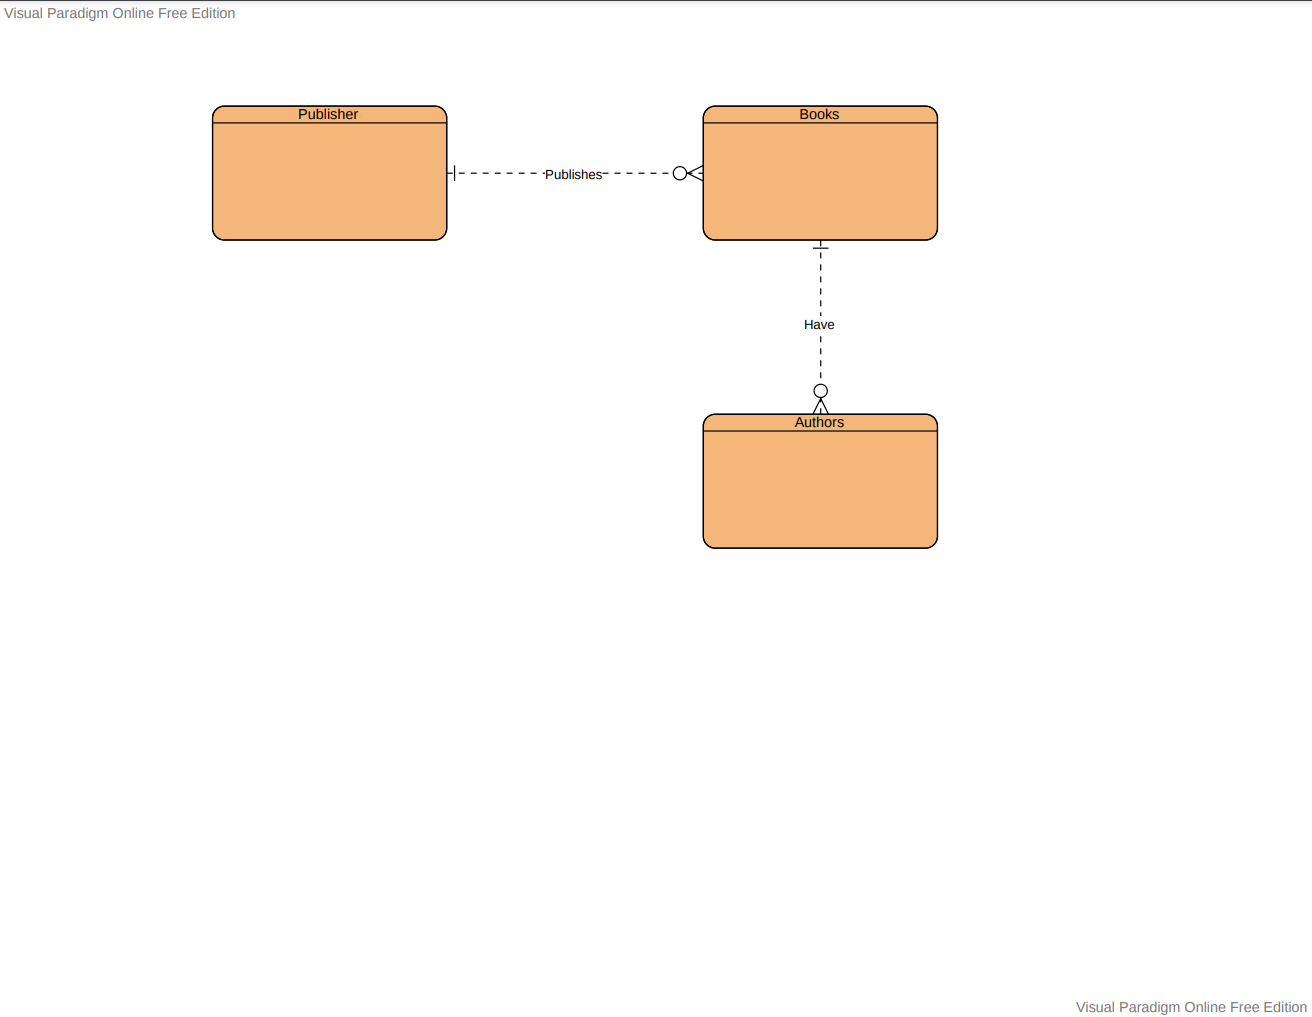 Visual Paradigm Online Free Edition
Publisher
Books
Publishes
Have
Authors
Visual Paradigm Online Free Edition